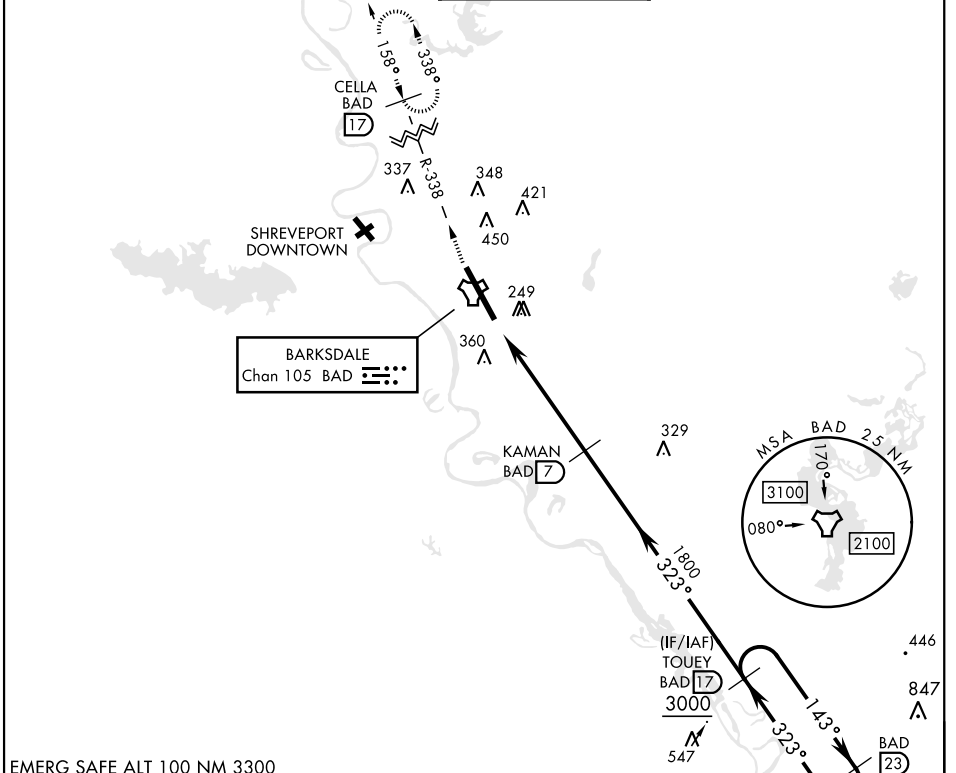 158°
338°
CELLA
BAD
17
R-338
337
348
421
450
SHREVEPORT
DOWNTOWN
249
360
BARKSDALE
Chan 105 BAD
KAMAN
BAD 7
329
MSA BAD 25 NM
170°
3100
080°
2100
1800
323°
(IF/IAF)
TOUEY
BAD 17
3000
547
446
847
143°
323°
BAD
23
EMERG SAFE ALT 100 NM 3300